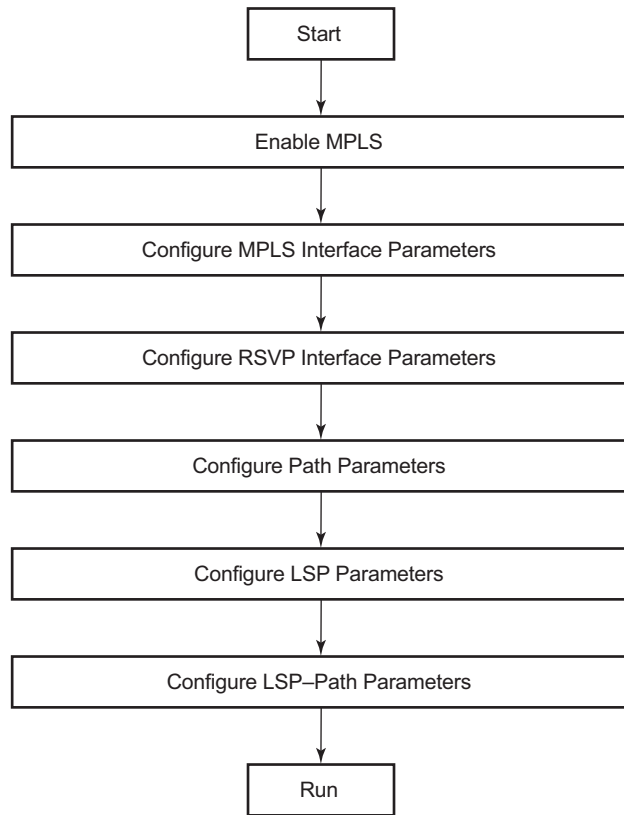 Start
Enable MPLS
Configure MPLS Interface Parameters
Configure RSVP Interface Parameters
Configure Path Parameters
Configure LSP Parameters
Configure LSP–Path Parameters
Run